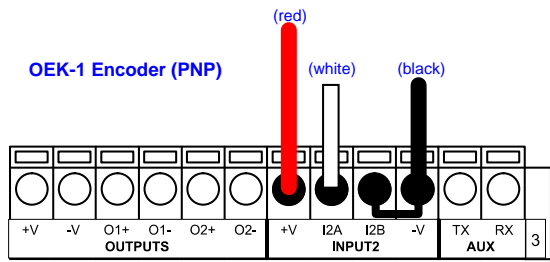 (red)
OEK-1 Encoder (PNP)
(white)
(black)
+V -V O1+ O1- O2+ O2- +V I2A I2B -V TX RX
OUTPUTS INPUT2 AUX
3